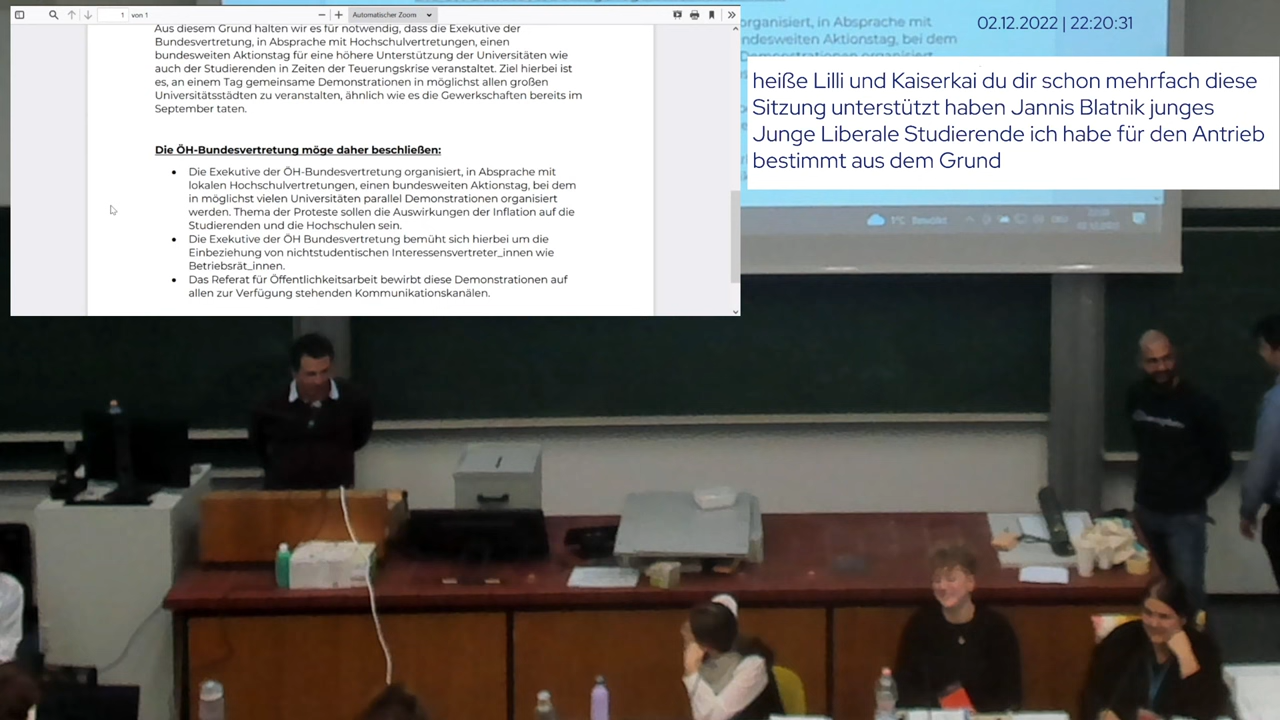 1 von 1
Automatischer Zoom
Aus diesem Grund halten wir es für notwendig, dass die Exekutive der
Bundesvertretung, in Absprache mit Hochschulvertretungen, einen
bundesweiten Aktionstag für eine höhere Unterstützung der Universitäten wie
auch der Studierenden in Zeiten der Teuerungskrise veranstaltet. Ziel hierbei ist
es, an einem Tag gemeinsame Demonstrationen in möglichst allen großen
Universitätsstädten zu veranstalten, ähnlich wie es die Gewerkschaften bereits im
September taten.
Die ÖH-Bundesvertretung möge daher beschließen:
• Die Exekutive der ÖH-Bundesvertretung organisiert, in Absprache mit
lokalen Hochschulvertretungen, einen bundesweiten Aktionstag, bei dem
in möglichst vielen Universitäten parallel Demonstrationen organisiert
werden. Thema der Proteste sollen die Auswirkungen der Inflation auf die
Studierenden und die Hochschulen sein.
• Die Exekutive der ÖH Bundesvertretung bemüht sich hierbei um die
Einbeziehung von nichtstudentischen Interessensvertreter_innen wie
Betriebsrät_innen.
• Das Referat für Öffentlichkeitsarbeit bewirbt diese Demonstrationen auf
allen zur Verfügung stehenden Kommunikationskanälen.
organisiert, in Absprache mit
bundesweiten Aktionstag, bei dem
02.12.2022 | 22:20:31
heiße Lilli und Kaiserkai du dir schon mehrfach diese
Sitzung unterstützt haben Jannis Blatnik junges
Junge Liberale Studierende ich habe für den Antrieb
bestimmt aus dem Grund